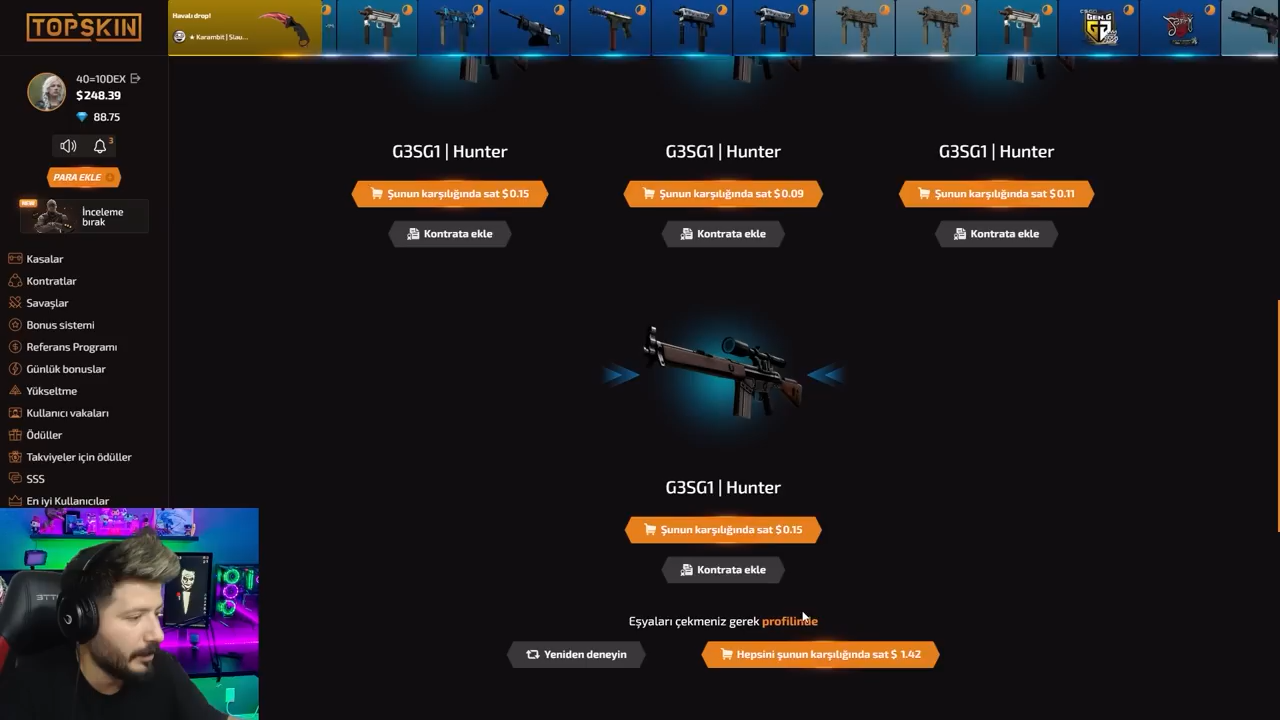 TOPSKIN
Havalı drop!
★ Karambit | Slau...
40=10DEX
$248.39
88.75
3
PARA EKLE
NEW
İnceleme
bırak
Kasalar
Kontratlar
Savaşlar
Bonus sistemi
Referans Programı
Günlük bonuslar
Yükseltme
Kullanıcı vakaları
Ödüller
Takviyeler için ödüller
SSS
En iyi Kullanıcılar
GEN.G
G3SG1 | Hunter
Şunun karşılığında sat $0.15
Kontrata ekle
G3SG1 | Hunter
Şunun karşılığında sat $0.09
Kontrata ekle
G3SG1 | Hunter
Şunun karşılığında sat $0.11
Kontrata ekle
G3SG1 | Hunter
Şunun karşılığında sat $0.15
Kontrata ekle
Eşyaları çekmeniz gerek profilinde
Yeniden deneyin
Hepsini şunun karşılığında sat $ 1.42